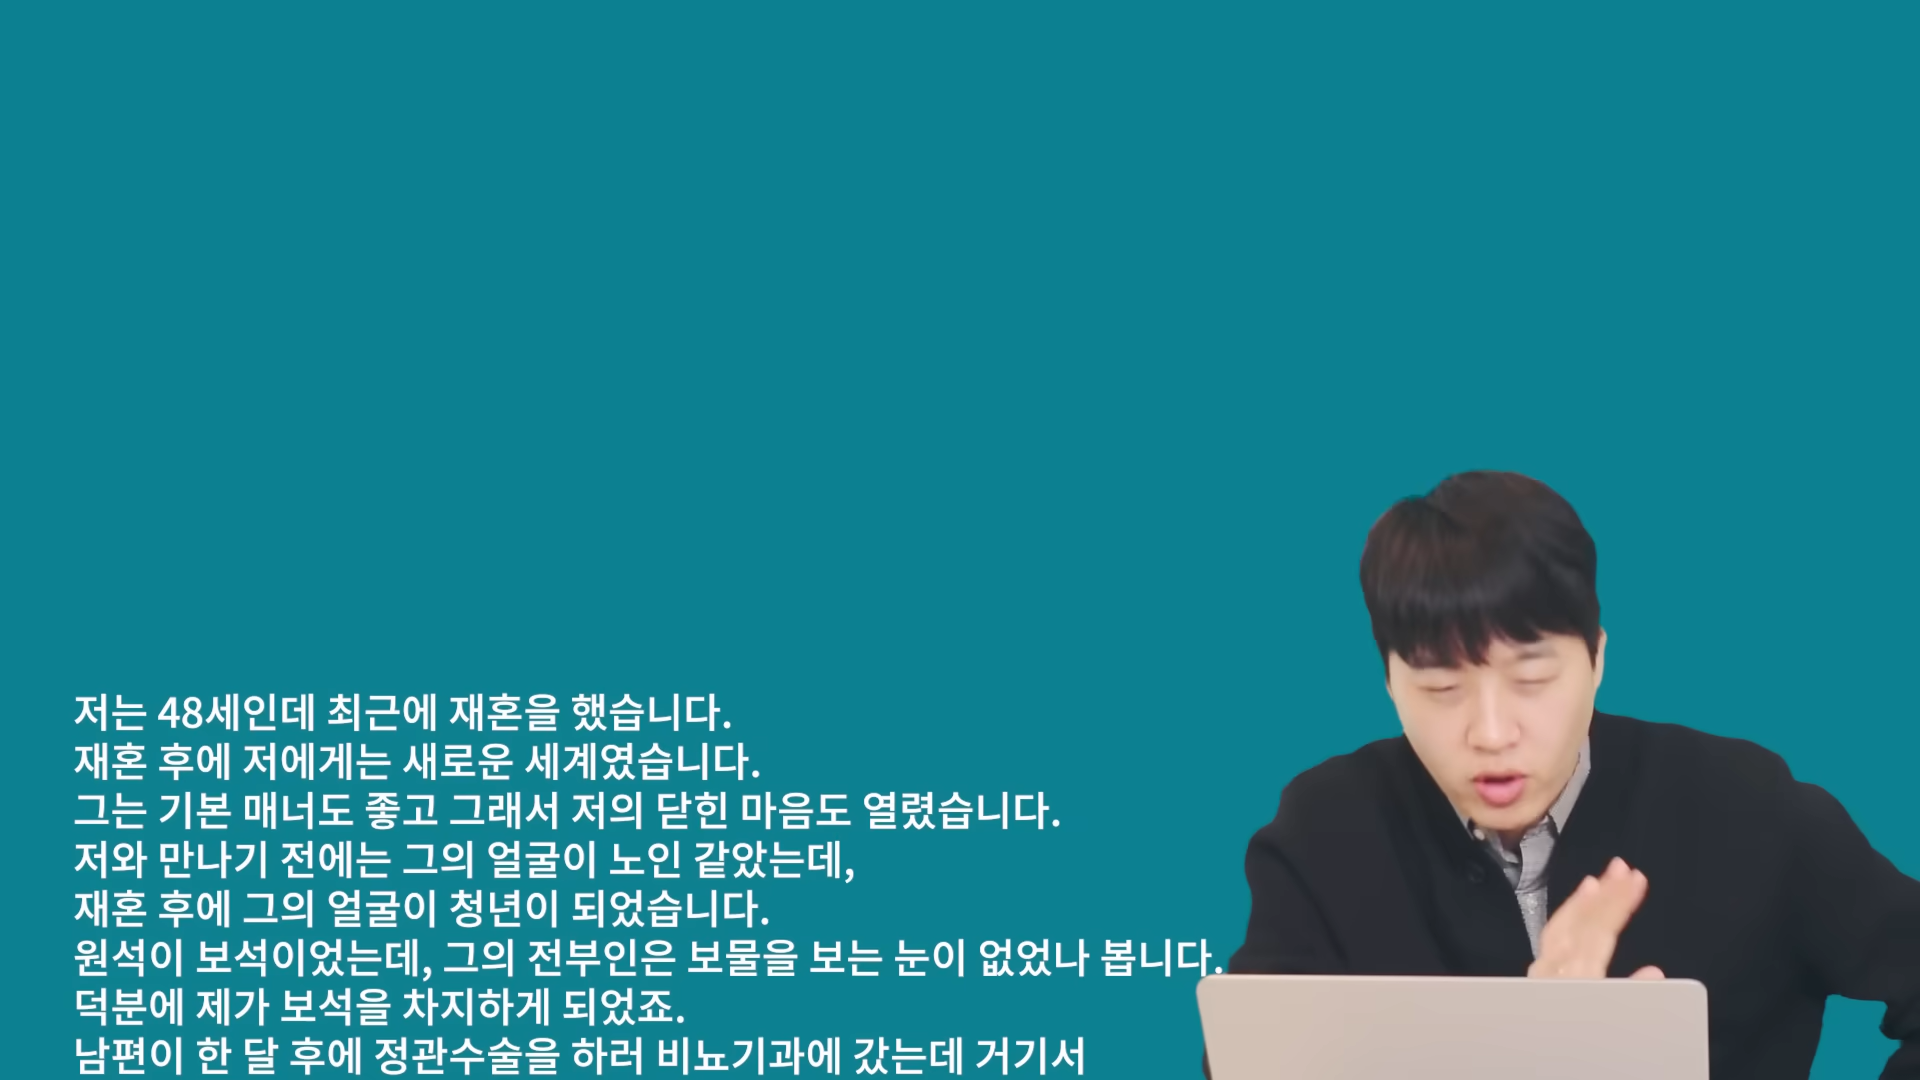 저는 48세인데 최근에 재혼을 했습니다.
재혼 후에 저에게는 새로운 세계였습니다.
그는 기본 매너도 좋고 그래서 저의 닫힌 마음도 열렸습니다.
저와 만나기 전에는 그의 얼굴이 노인 같았는데,
재혼 후에 그의 얼굴이 청년이 되었습니다.
원석이 보석이었는데, 그의 전부인은 보물을 보는 눈이 없었나 봅니다.
덕분에 제가 보석을 차지하게 되었죠.
남편이 한 달 후에 정관수술을 하러 비뇨기과에 갔는데 거기서